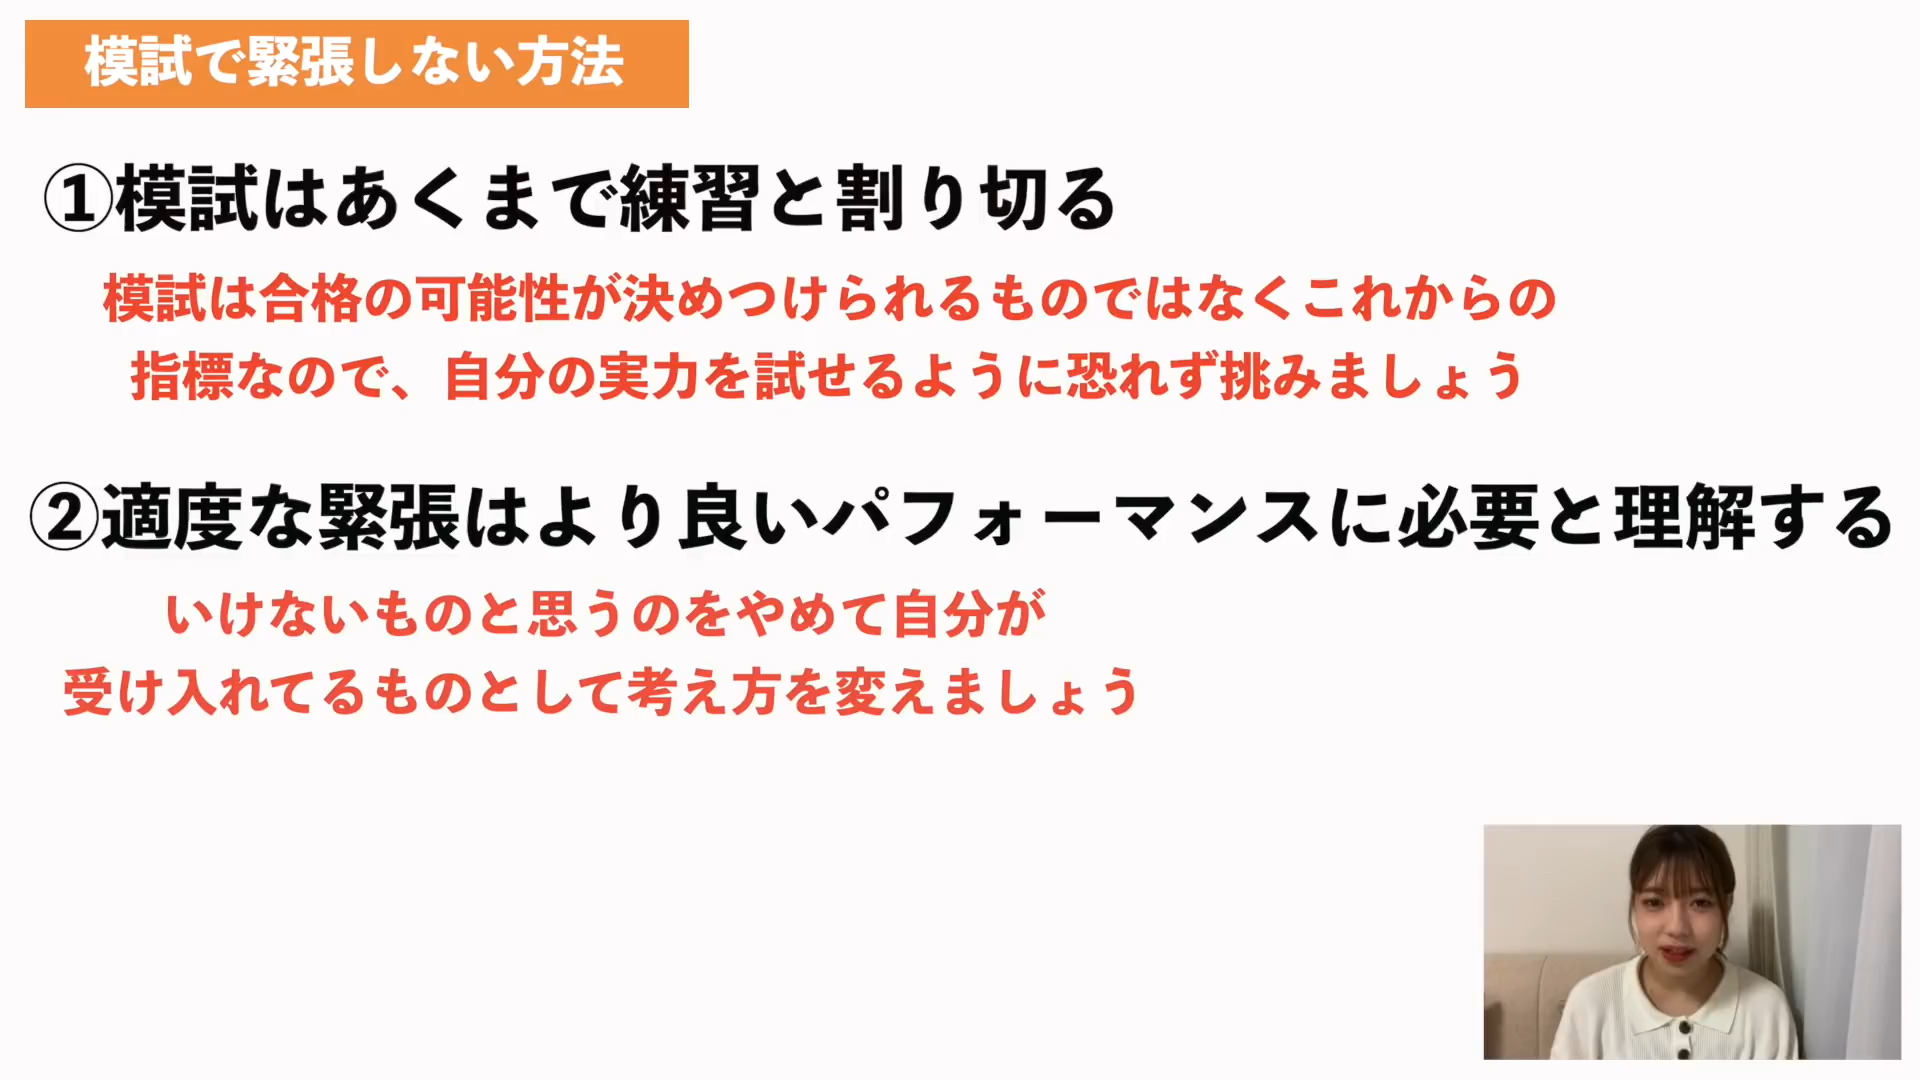 模試で緊張しない方法
①模試はあくまで練習と割り切る
模試は合格の可能性が決めつけられるものではなくこれからの
指標なので、自分の実力を試せるように恐れず挑みましょう
②適度な緊張はより良いパフォーマンスに必要と理解する
いけないものと思うのをやめて自分が
受け入れてるものとして考え方を変えましょう